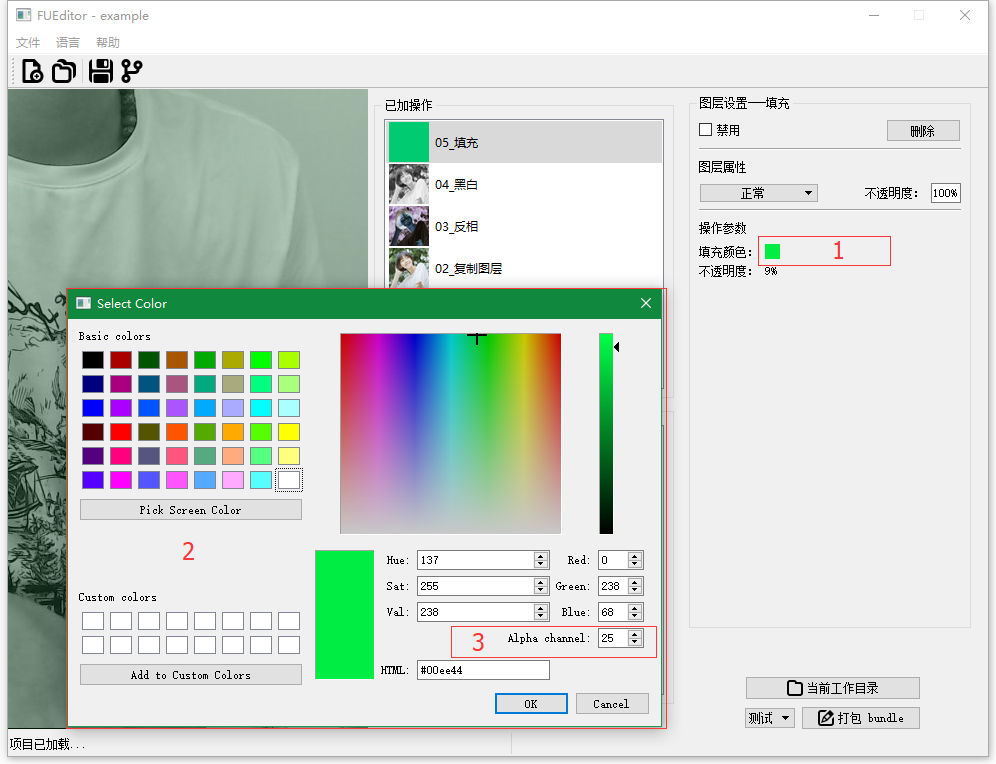 FUEditor - example
文件 语言 帮助
已加操作
05_填充
04_黑白
03_反相
02_复制图层
图层设置──填充
禁用
删除
图层属性
正常
不透明度：
100%
操作参数
填充颜色：
1
不透明度：
9%
Select Color
Basic colors
Pick Screen Color
2
Custom colors
Add to Custom Colors
Hue: 137
Red: 0
Sat: 255
Green: 238
Val: 238
Blue: 68
3
Alpha channel: 25
HTML: #00ee44
OK
Cancel
当前工作目录
测试
打包 bundle
项目已加载...